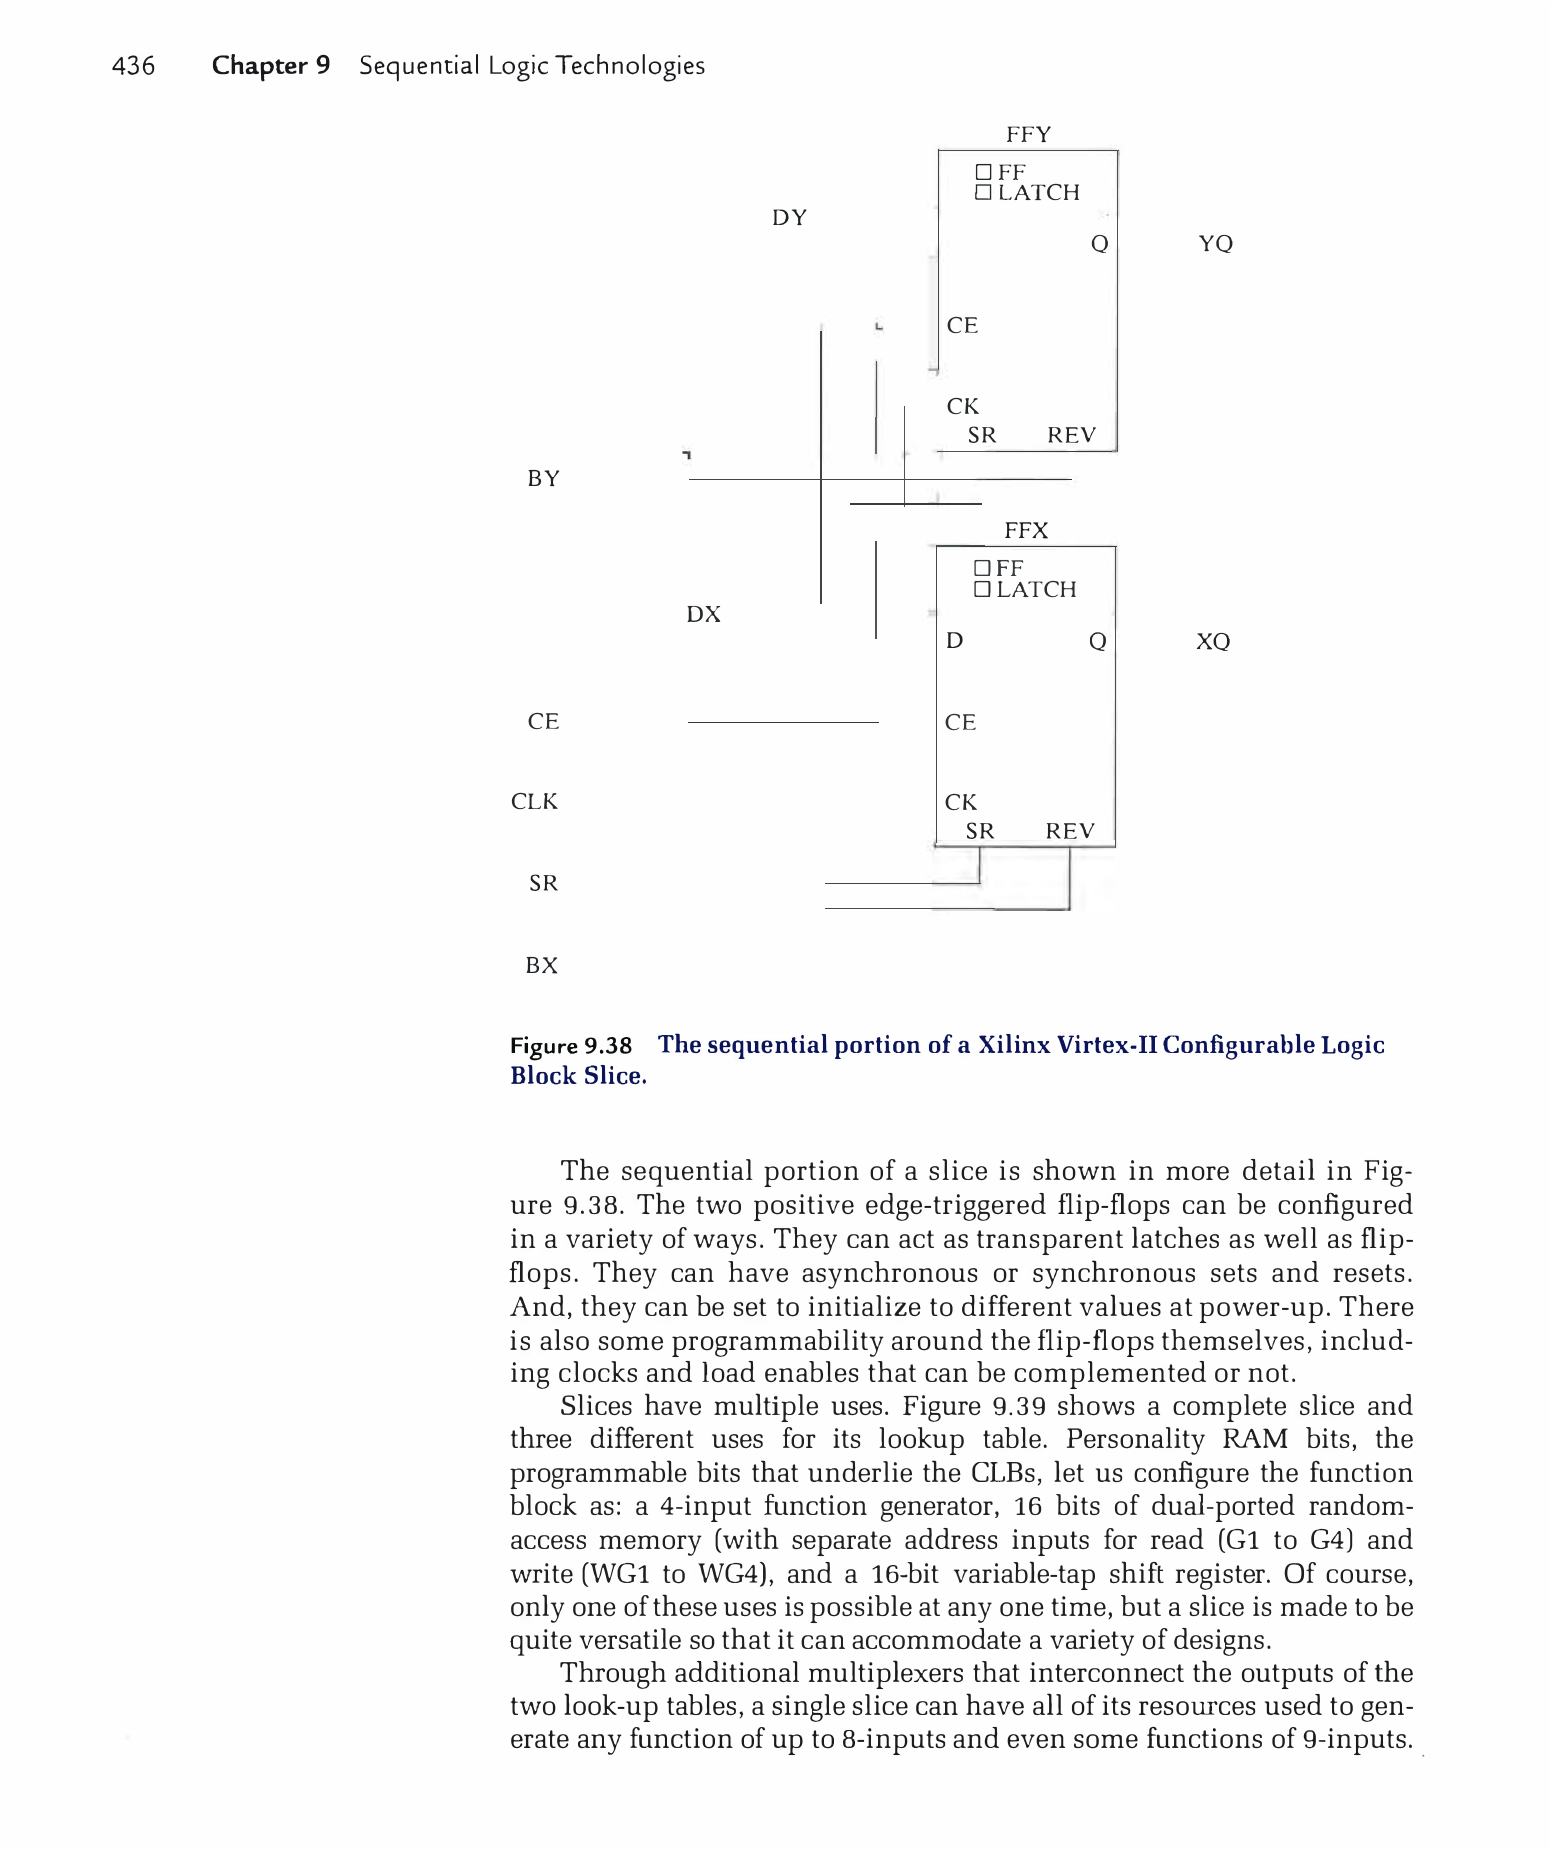 436 Chapter 9 Sequential Logic Technologies
FFY
FF
LATCH
DY
Q YQ
CE
CK
SR REV
BY
FFX
FF
LATCH
DX
D Q XQ
CE CE
CLK CK
SR REV
SR
BX
Figure 9.38 The sequential portion of a Xilinx Virtex-II Configurable Logic
Block Slice.
The sequential portion of a slice is shown in more detail in Fig-
ure 9.38. The two positive edge-triggered flip-flops can be configured
in a variety of ways. They can act as transparent latches as well as flip-
flops. They can have asynchronous or synchronous sets and resets.
And, they can be set to initialize to different values at power-up. There
is also some programmability around the flip-flops themselves, includ-
ing clocks and load enables that can be complemented or not.
Slices have multiple uses. Figure 9.39 shows a complete slice and
three different uses for its lookup table. Personality RAM bits, the
programmable bits that underlie the CLBs, let us configure the function
block as: a 4-input function generator, 16 bits of dual-ported random-
access memory (with separate address inputs for read (G1 to G4) and
write (WG1 to WG4), and a 16-bit variable-tap shift register. Of course,
only one of these uses is possible at any one time, but a slice is made to be
quite versatile so that it can accommodate a variety of designs.
Through additional multiplexers that interconnect the outputs of the
two look-up tables, a single slice can have all of its resources used to gen-
erate any function of up to 8-inputs and even some functions of 9-inputs.